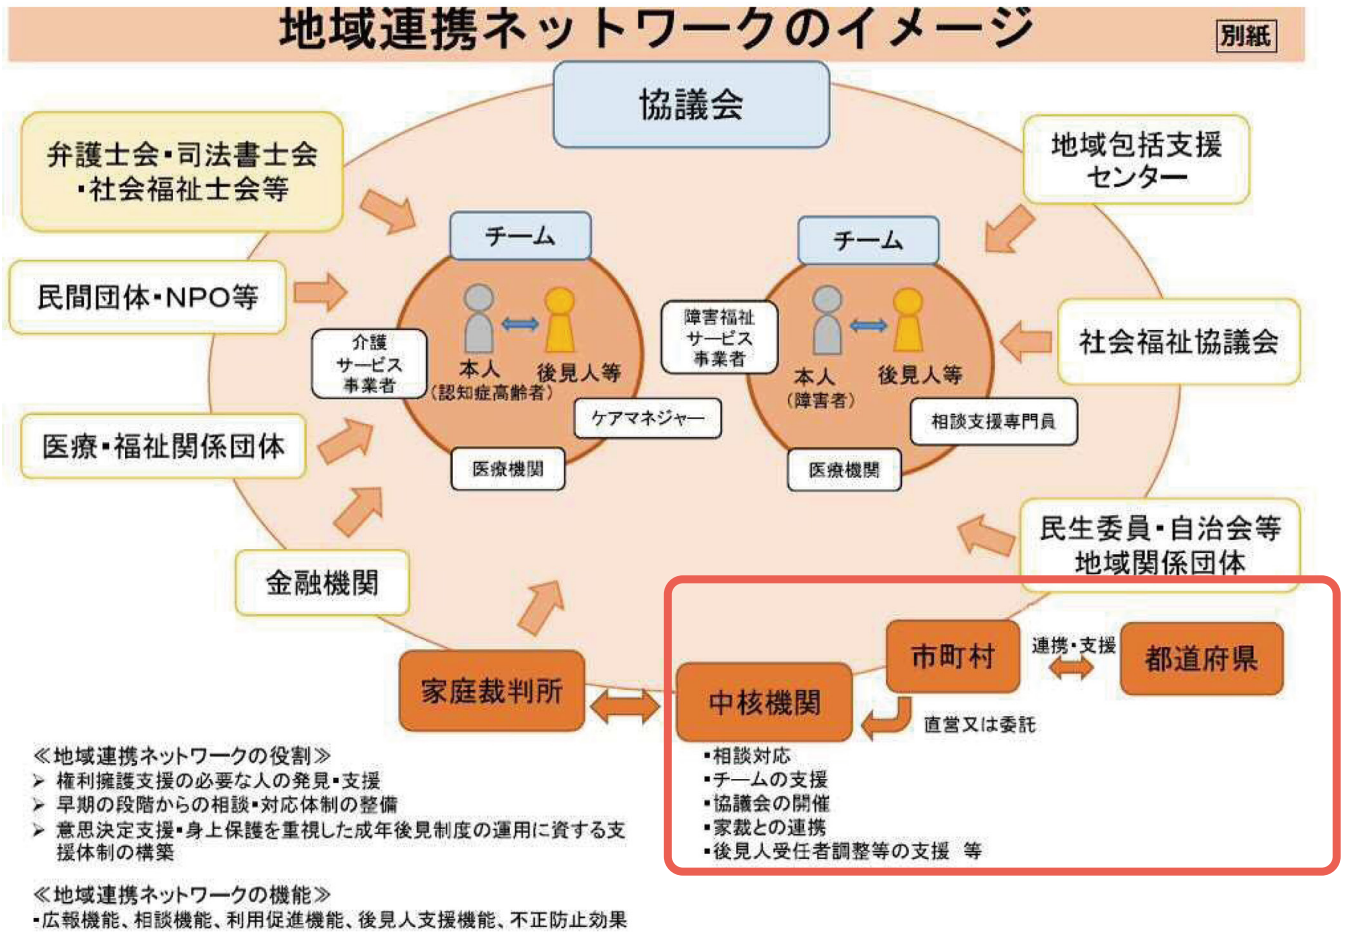 地域連携ネットワークのイメージ
別紙
協議会
弁護士会・司法書士会
・社会福祉士会等
地域包括支援
センター
チーム
チーム
民間団体・NPO等
介護
サービス
事業者
本人
(認知症高齢者)
後見人等
障害福祉
サービス
事業者
本人
(障害者)
後見人等
社会福祉協議会
ケアマネジャー
相談支援専門員
医療・福祉関係団体
医療機関
医療機関
民生委員・自治会等
地域関係団体
金融機関
家庭裁判所
中核機関
市町村
連携・支援
都道府県
直営又は委託
・相談対応
・チームの支援
・協議会の開催
・家裁との連携
・後見人受任者調整等の支援 等
≪地域連携ネットワークの役割≫
➢ 権利擁護支援の必要な人の発見・支援
➢ 早期の段階からの相談・対応体制の整備
➢ 意思決定支援・身上保護を重視した成年後見制度の運用に資する支
援体制の構築
≪地域連携ネットワークの機能≫
・広報機能、相談機能、利用促進機能、後見人支援機能、不正防止効果